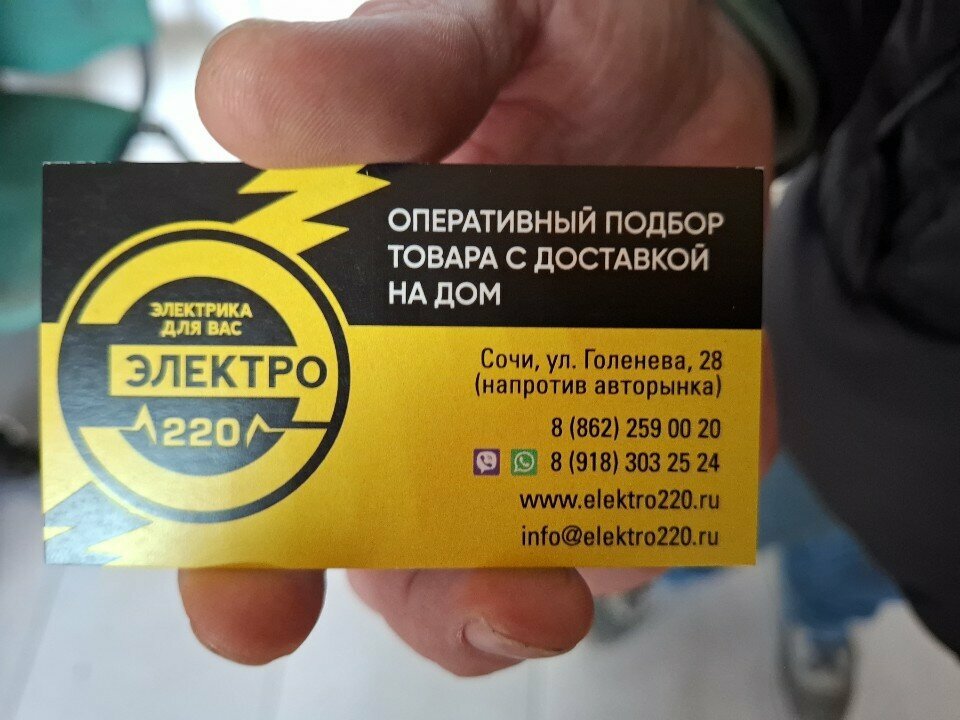 ОПЕРАТИВНЫЙ ПОДБОР
ТОВАРА С ДОСТАВКОЙ
НА ДОМ
ЭЛЕКТРИКА
ДЛЯ ВАС
ЭЛЕКТРО
220
Сочи, ул. Голенева, 28
(напротив авторынка)
8 (862) 259 00 20
8 (918) 303 25 24
www.elektro220.ru
info@elektro220.ru